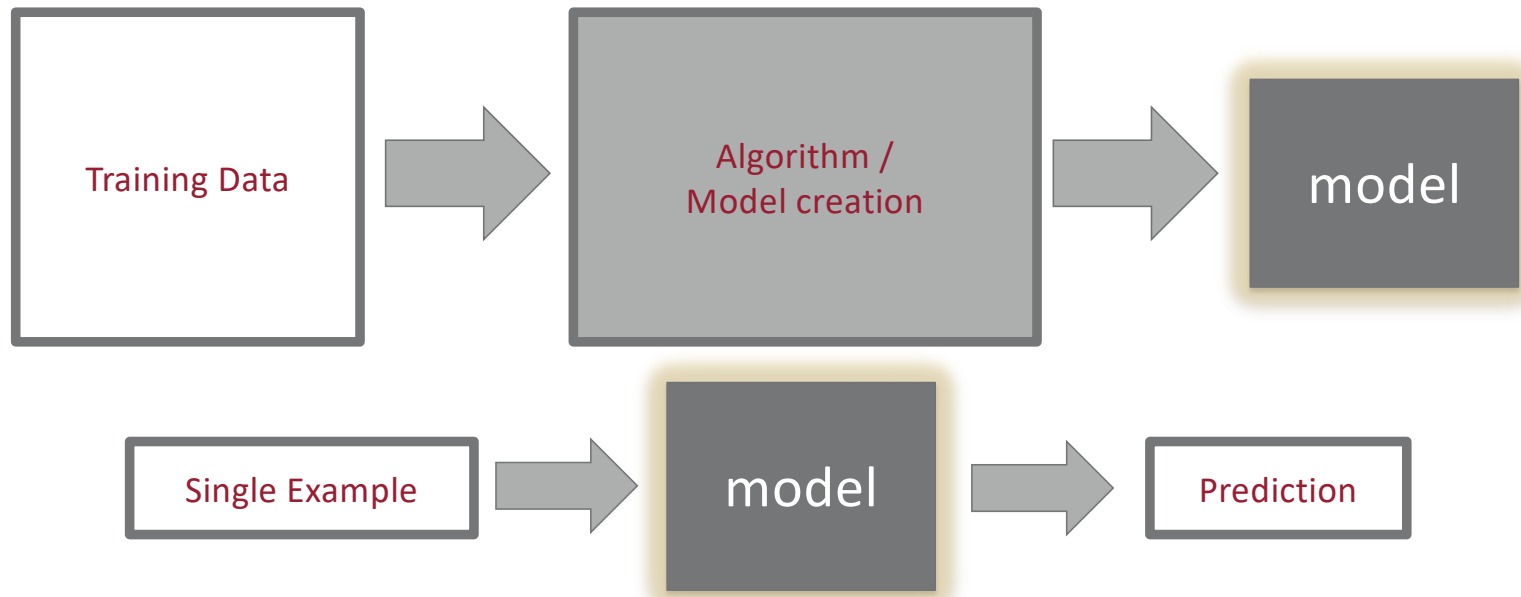 Training Data
Algorithm /
Model creation
model
Single Example
model
Prediction